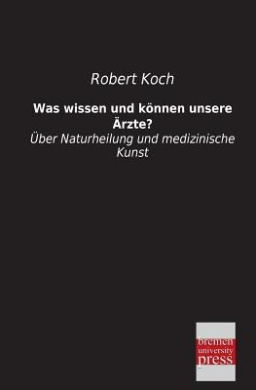 Robert Koch
Was wissen und können unsere
Ärzte?
Über Naturheilung und medizinische
Kunst
bremen
university
press